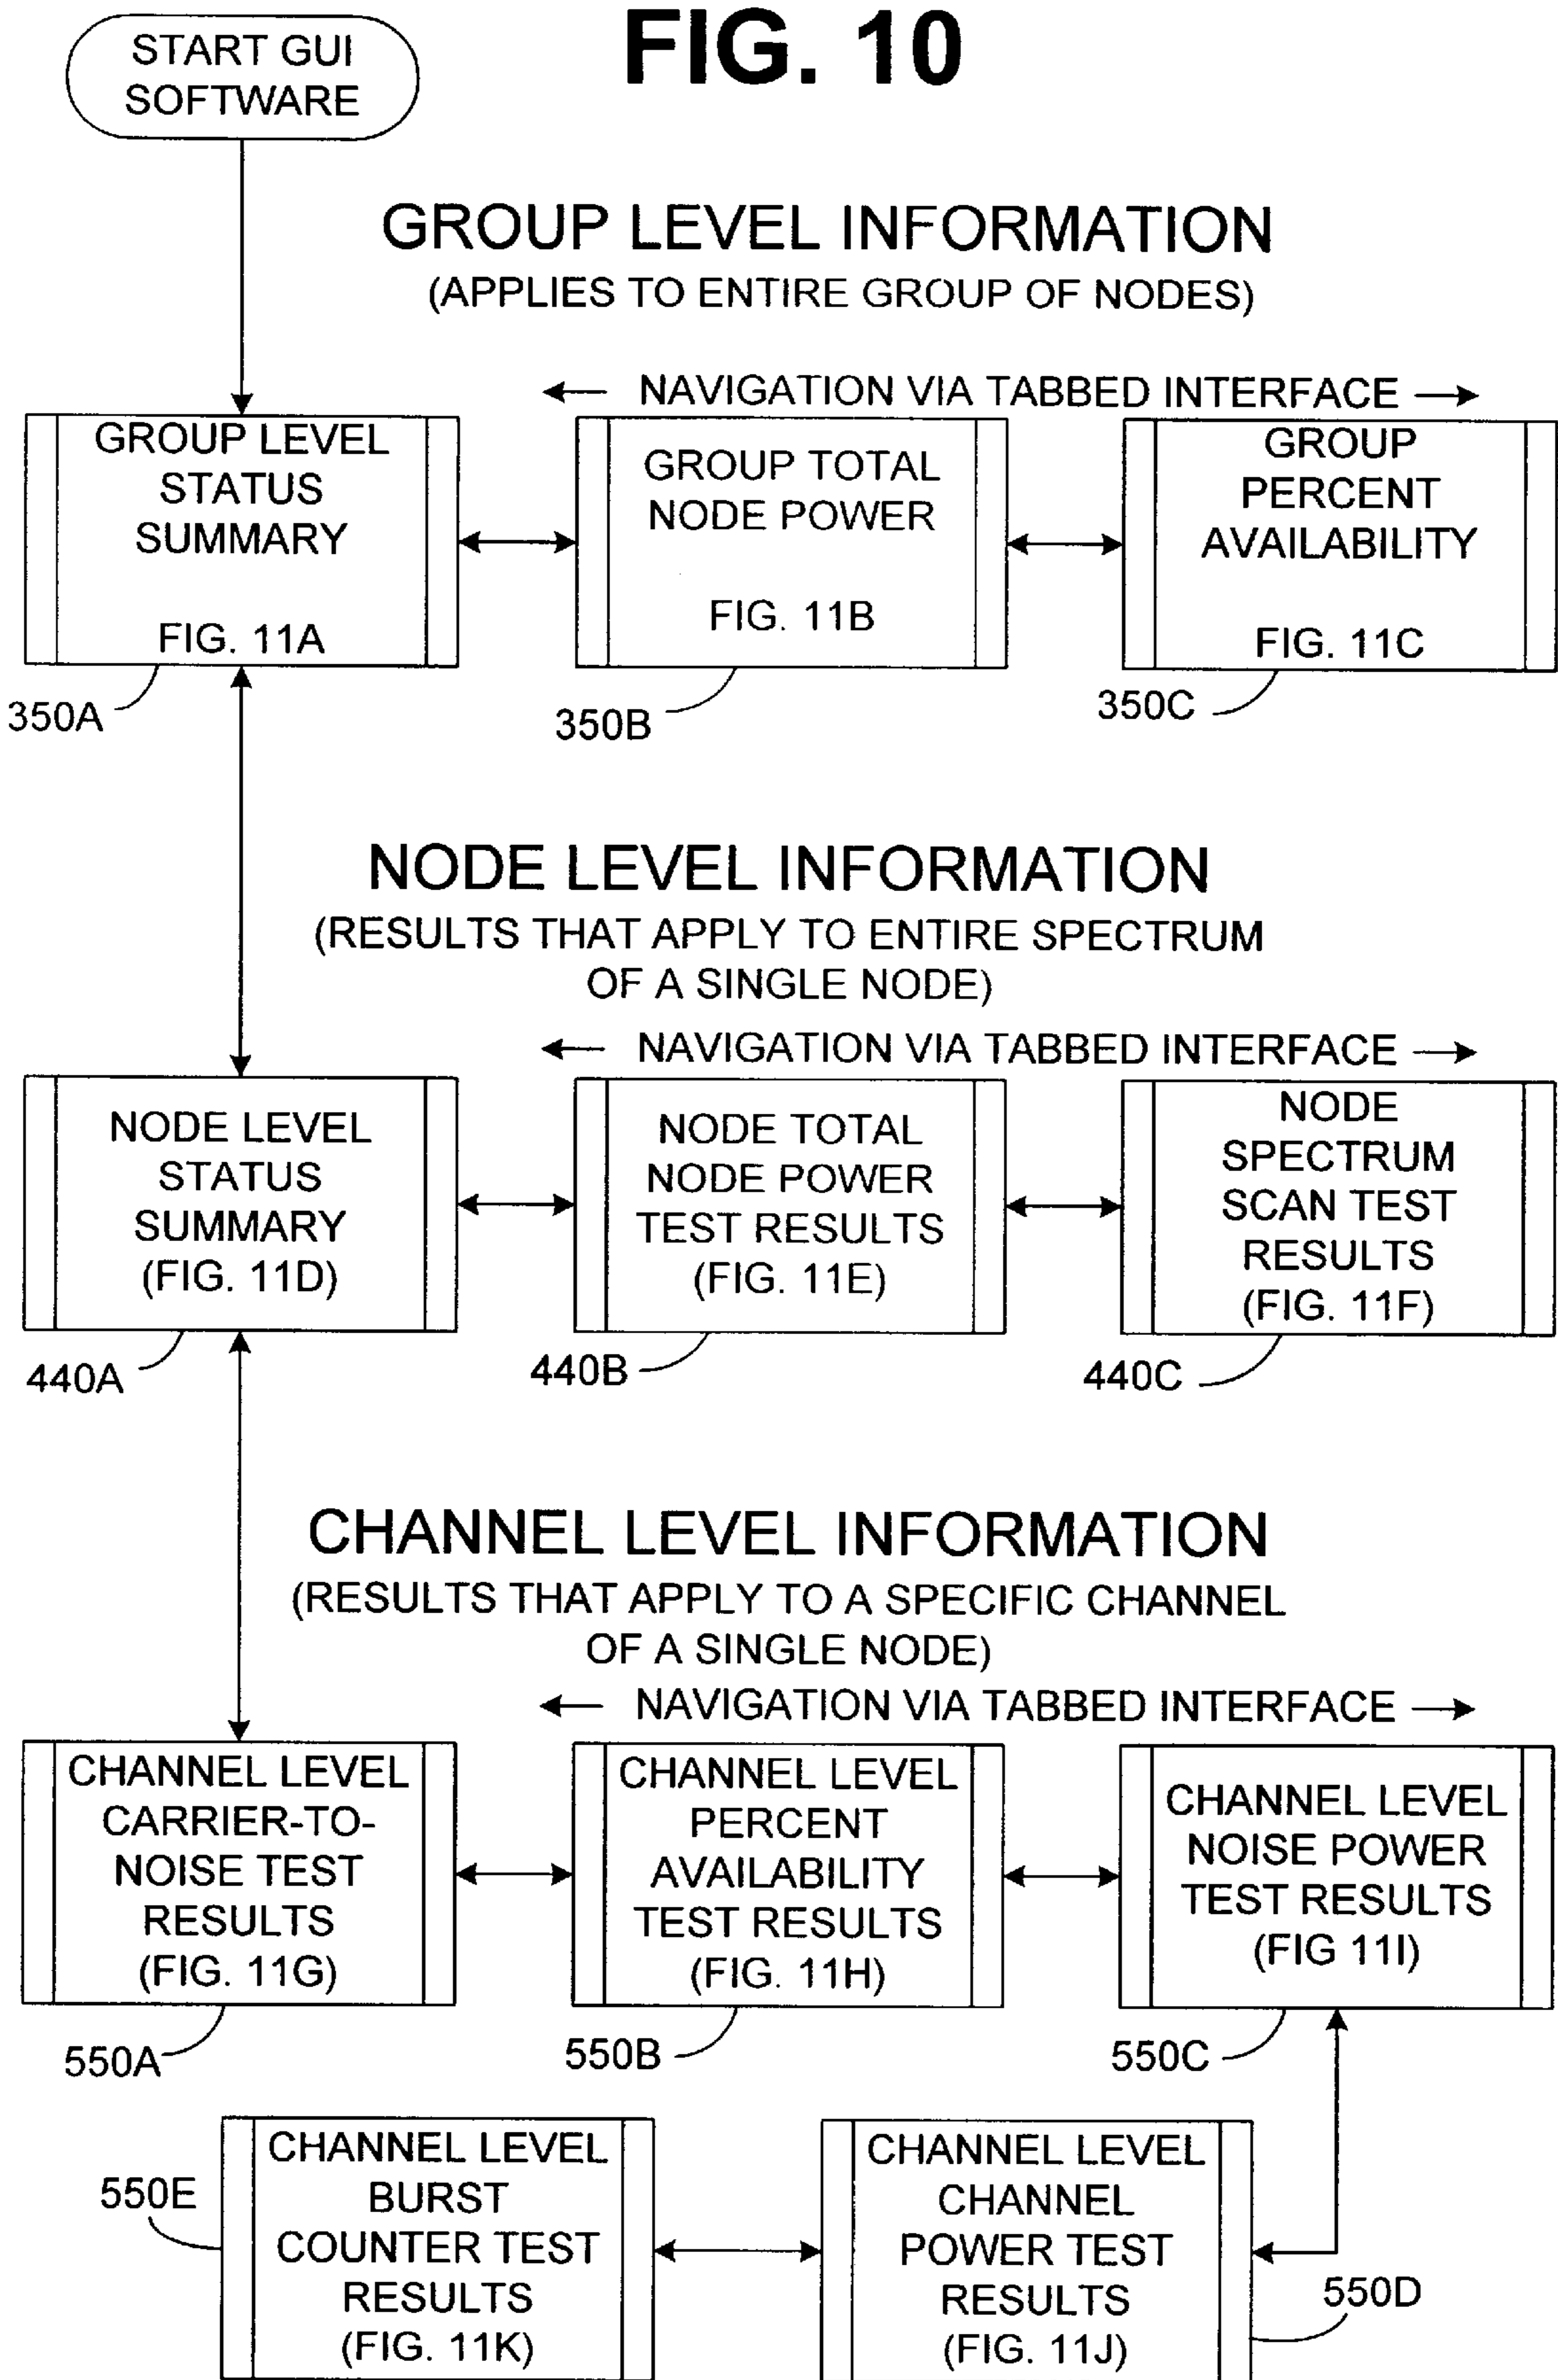 FIG. 10
START GUI
SOFTWARE
GROUP LEVEL INFORMATION
(APPLIES TO ENTIRE GROUP OF NODES)
NAVIGATION VIA TABBED INTERFACE
GROUP LEVEL
STATUS
SUMMARY
FIG. 11A
350A
GROUP TOTAL
NODE POWER
FIG. 11B
350B
GROUP
PERCENT
AVAILABILITY
FIG. 11C
350C
NODE LEVEL INFORMATION
(RESULTS THAT APPLY TO ENTIRE SPECTRUM
OF A SINGLE NODE)
NAVIGATION VIA TABBED INTERFACE
NODE LEVEL
STATUS
SUMMARY
(FIG. 11D)
440A
NODE TOTAL
NODE POWER
TEST RESULTS
(FIG. 11E)
440B
NODE
SPECTRUM
SCAN TEST
RESULTS
(FIG. 11F)
440C
CHANNEL LEVEL INFORMATION
(RESULTS THAT APPLY TO A SPECIFIC CHANNEL
OF A SINGLE NODE)
NAVIGATION VIA TABBED INTERFACE
CHANNEL LEVEL
CARRIER-TO-
NOISE TEST
RESULTS
(FIG. 11G)
550A
CHANNEL LEVEL
PERCENT
AVAILABILITY
TEST RESULTS
(FIG. 11H)
550B
CHANNEL LEVEL
NOISE POWER
TEST RESULTS
(FIG 11I)
550C
550E
CHANNEL LEVEL
BURST
COUNTER TEST
RESULTS
(FIG. 11K)
CHANNEL LEVEL
CHANNEL
POWER TEST
RESULTS
(FIG. 11J)
550D